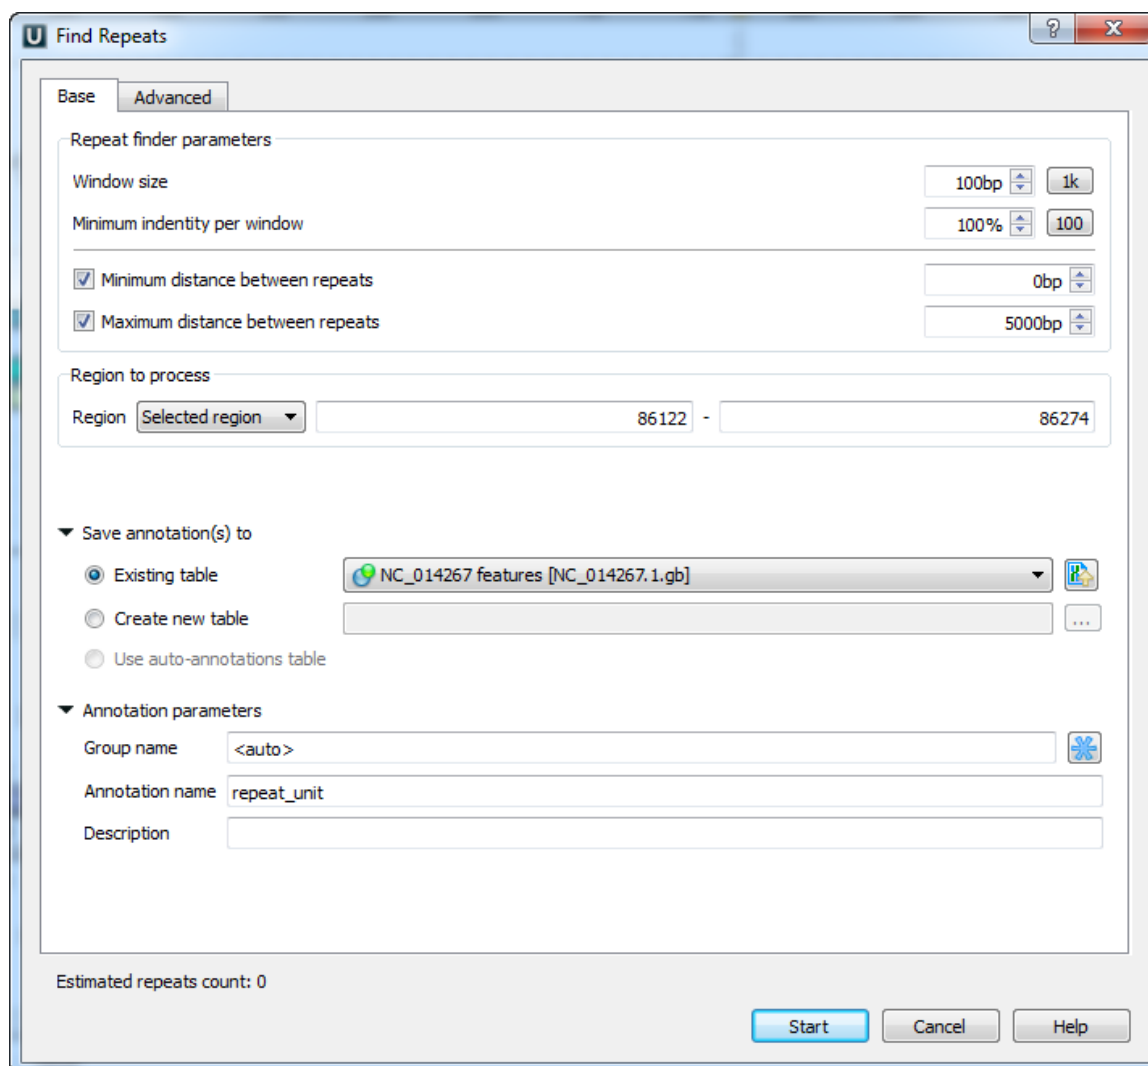 U Find Repeats
Base Advanced
Repeat finder parameters
Window size 100bp 1k
Minimum indentity per window 100% 100
Minimum distance between repeats 0bp
Maximum distance between repeats 5000bp
Region to process
Region Selected region 86122 - 86274
Save annotation(s) to
Existing table NC_014267 features [NC_014267.1.gb]
Create new table ...
Use auto-annotations table
Annotation parameters
Group name <auto>
Annotation name repeat_unit
Description
Estimated repeats count: 0
Start Cancel Help